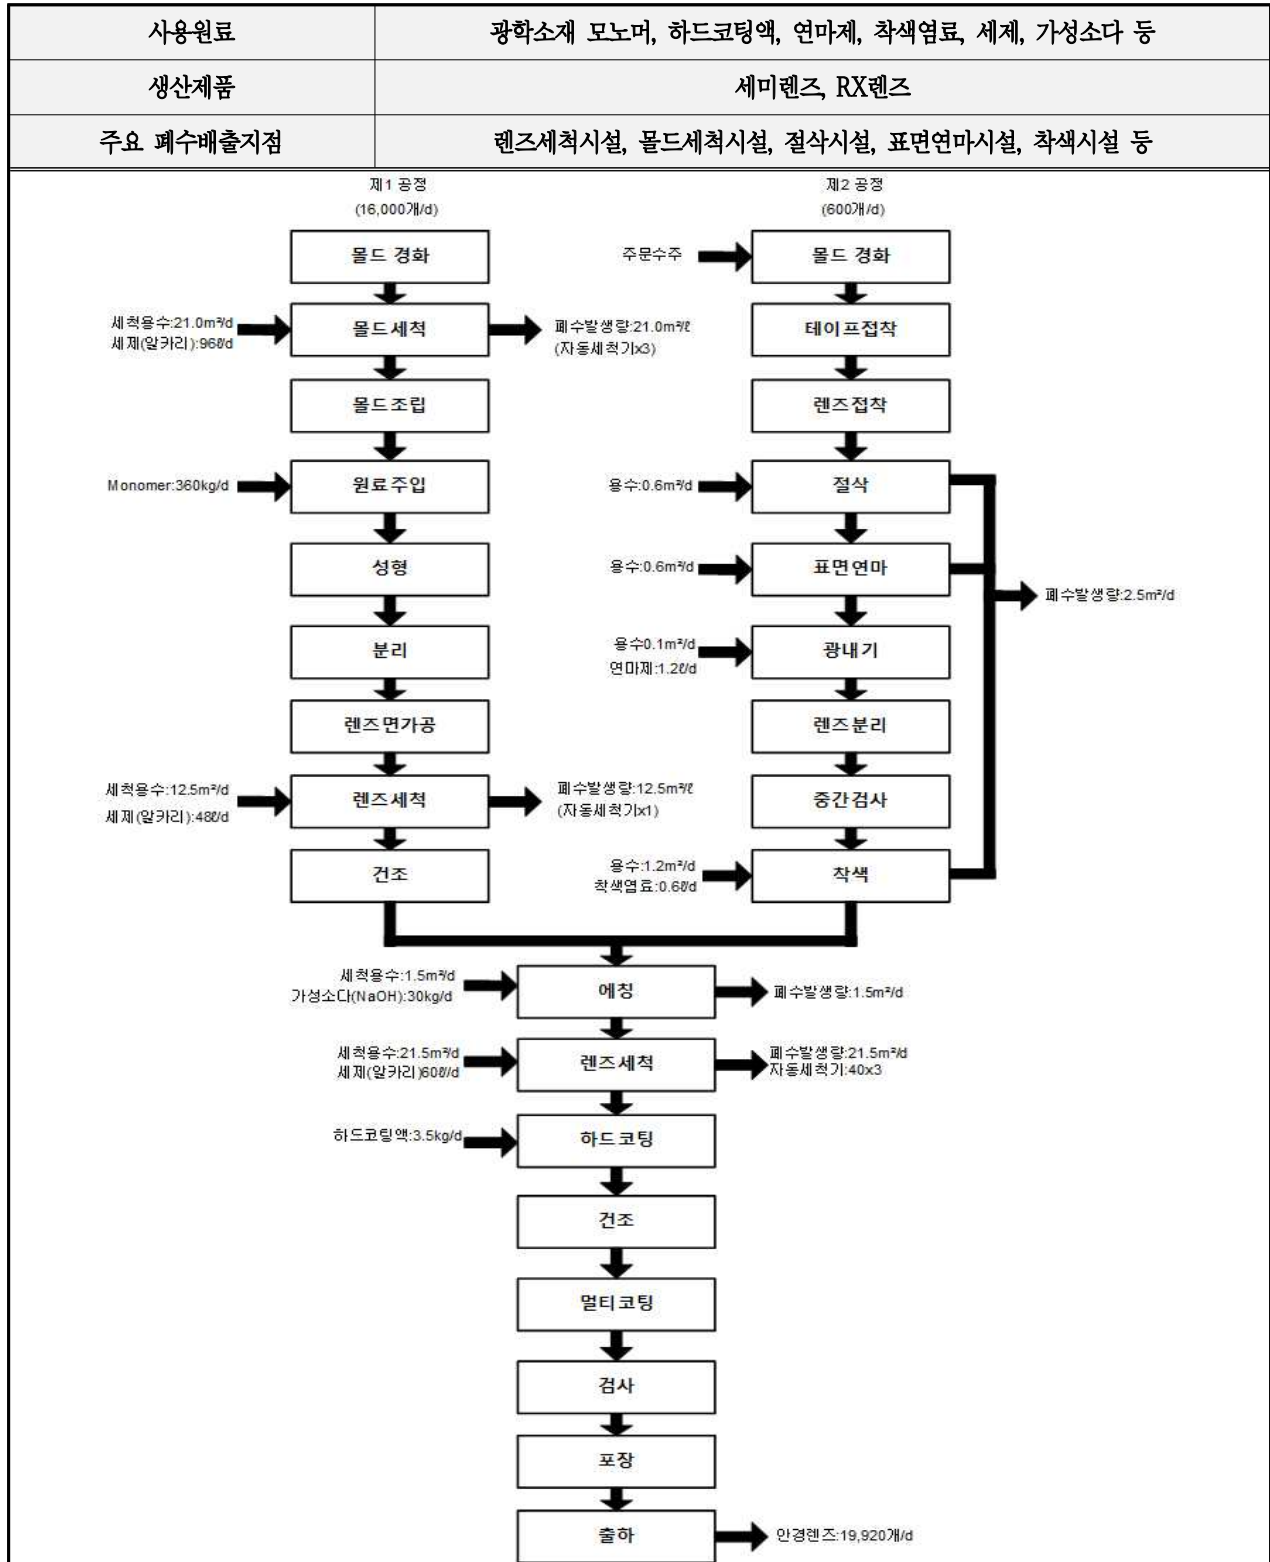 사용원료
광학소재 모노머, 하드코팅액, 연마제, 착색염료, 세제, 가성소다 등
생산제품
세미렌즈, RX렌즈
주요 폐수배출지점
렌즈세척시설, 몰드세척시설, 절삭시설, 표면연마시설, 착색시설 등
제1 공정
(16,000개/d)
몰드 경화
세척용수:21.0m²/d
세제(알카리):96ℓ/d
몰드세척
폐수발생량:21.0m²/ℓ
(자동세척기x3)
몰드조립
Monomer:360kg/d
원료주입
성형
분리
렌즈면가공
세척용수:12.5m²/d
세제(알카리):48ℓ/d
렌즈세척
폐수발생량:12.5m²/ℓ
(자동세척기x1)
건조
제2 공정
(600개/d)
주문수주
몰드 경화
테이프접착
렌즈접착
용수:0.6m²/d
절삭
용수:0.6m²/d
표면연마
폐수발생량:2.5m²/d
용수0.1m²/d
연마제:1.2ℓ/d
광내기
렌즈분리
중간검사
용수:1.2m²/d
착색염료:0.6ℓ/d
착색
세척용수:1.5m²/d
가성소다(NaOH):30kg/d
에칭
폐수발생량:1.5m²/d
세척용수:21.5m²/d
세제(알카리)60ℓ/d
렌즈세척
폐수발생량:21.5m²/d
자동세척기:40x3
하드코팅액:3.5kg/d
하드코팅
건조
멀티코팅
검사
포장
출하
안경렌즈:19,920개/d